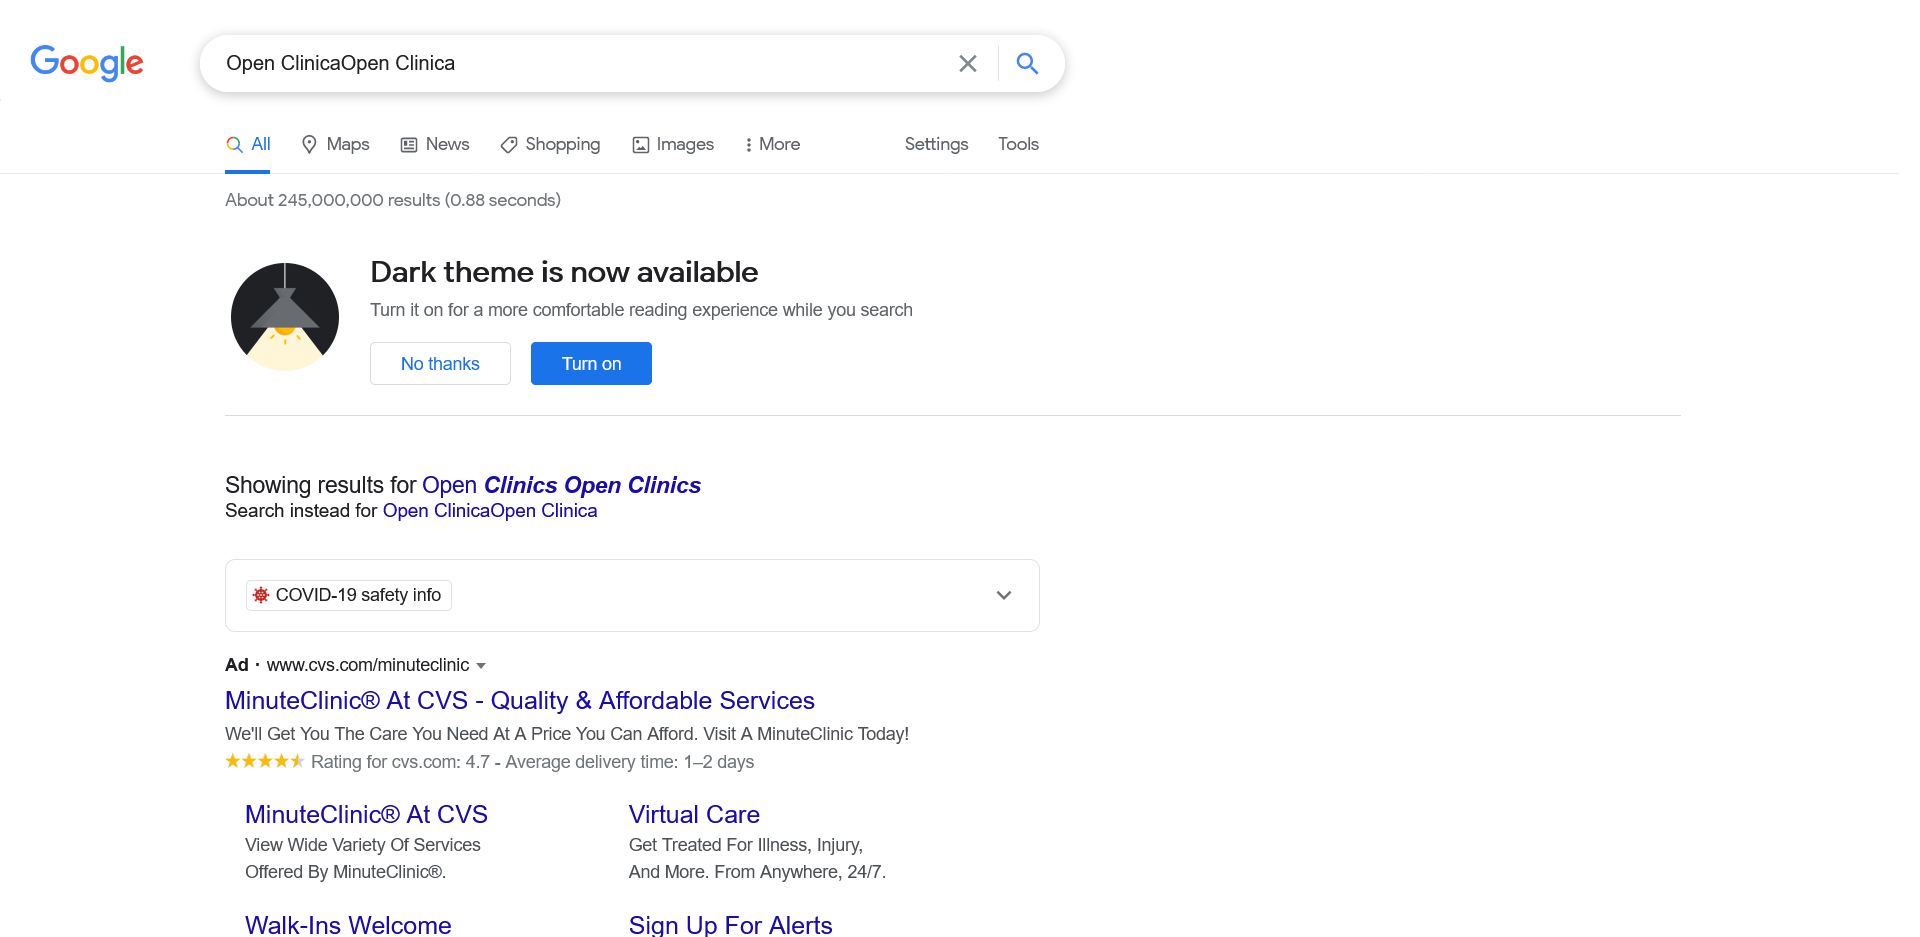 Google
Open ClinicaOpen Clinica
All
Maps
News
Shopping
Images
More
Settings
Tools
About 245,000,000 results (0.88 seconds)
Dark theme is now available
Turn it on for a more comfortable reading experience while you search
No thanks
Turn on
Showing results for Open Clinics Open Clinics
Search instead for Open ClinicaOpen Clinica
COVID-19 safety info
Ad · www.cvs.com/minuteclinic
MinuteClinic® At CVS - Quality & Affordable Services
We'll Get You The Care You Need At A Price You Can Afford. Visit A MinuteClinic Today!
Rating for cvs.com: 4.7 - Average delivery time: 1–2 days
MinuteClinic® At CVS
View Wide Variety Of Services
Offered By MinuteClinic®.
Virtual Care
Get Treated For Illness, Injury,
And More. From Anywhere, 24/7.
Walk-Ins Welcome
Sign Up For Alerts